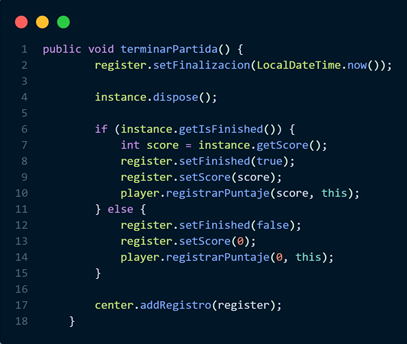 1 public void terminarPartida() {
2 register.setFinalizacion(LocalDateTime.now());
3
4 instance.dispose();
5
6 if (instance.getIsFinished()) {
7 int score = instance.getScore();
8 register.setFinished(true);
9 register.setScore(score);
10 player.registrarPuntaje(score, this);
11 } else {
12 register.setFinished(false);
13 register.setScore(0);
14 player.registrarPuntaje(0, this);
15 }
16
17 center.addRegistro(register);
18 }